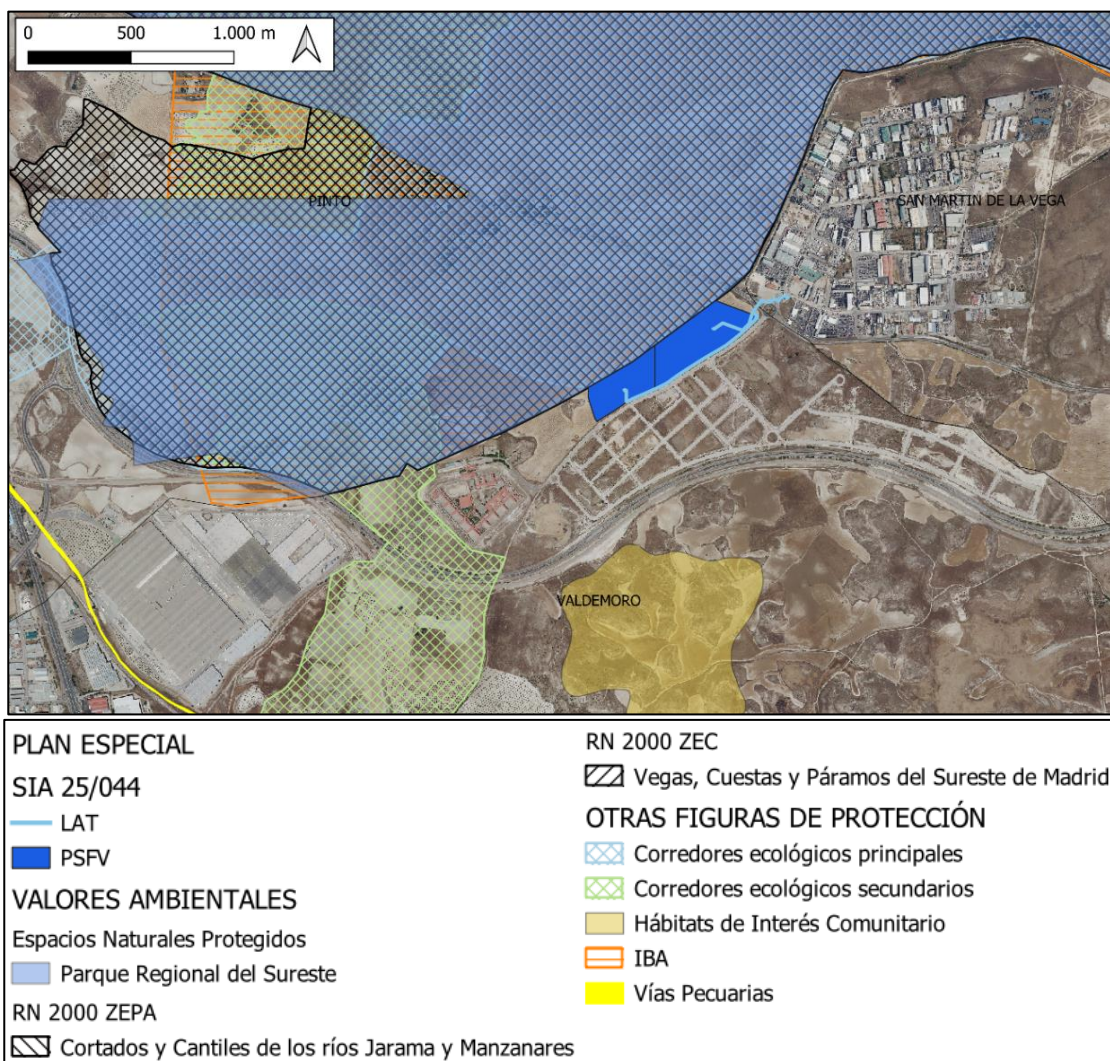 0 500 1.000 m
PINTO
SAN MARTIN DE LA VEGA
VALDEMORO
PLAN ESPECIAL
SIA 25/044
LAT
PSFV
VALORES AMBIENTALES
Espacios Naturales Protegidos
Parque Regional del Sureste
RN 2000 ZEPA
Cortados y Cantiles de los ríos Jarama y Manzanares
RN 2000 ZEC
Vegas, Cuestas y Páramos del Sureste de Madrid
OTRAS FIGURAS DE PROTECCIÓN
Corredores ecológicos principales
Corredores ecológicos secundarios
Hábitats de Interés Comunitario
IBA
Vías Pecuarias